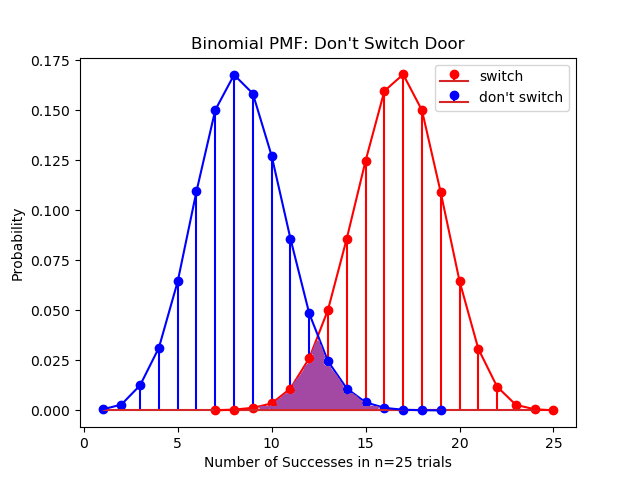 Binomial PMF: Don't Switch Door
switch
don't switch
0.175
0.150
0.125
0.100
0.075
0.050
0.025
0.000
Probability
0
5
10
15
20
25
Number of Successes in n=25 trials